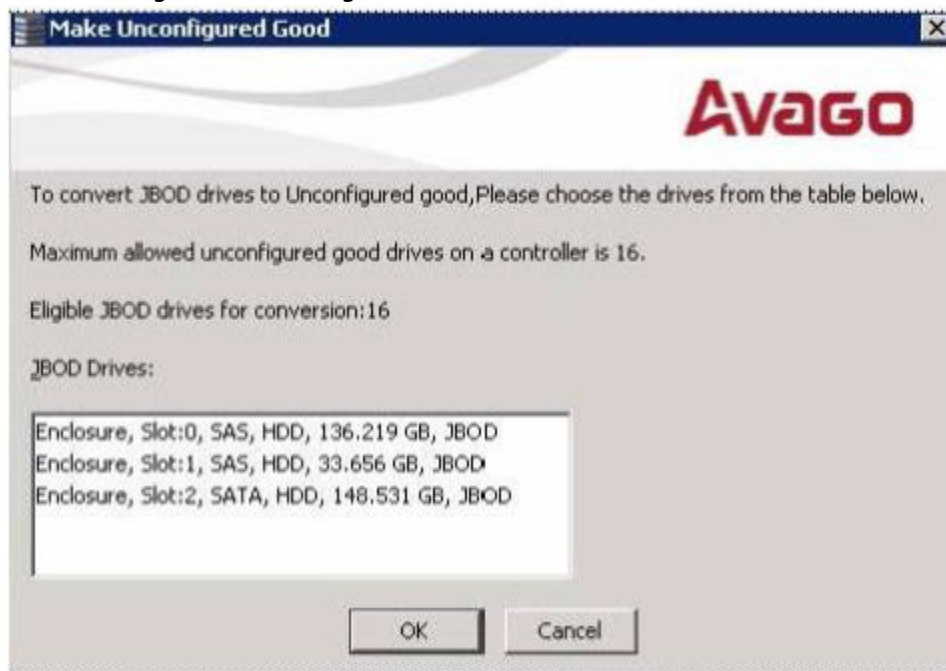 Make Unconfigured Good
Avago
To convert JBOD drives to Unconfigured good,Please choose the drives from the table below.
Maximum allowed unconfigured good drives on a controller is 16.
Eligible JBOD drives for conversion:16
JBOD Drives:
Enclosure, Slot:0, SAS, HDD, 136.219 GB, JBOD
Enclosure, Slot:1, SAS, HDD, 33.656 GB, JBOD
Enclosure, Slot:2, SATA, HDD, 148.531 GB, JBOD
OK Cancel